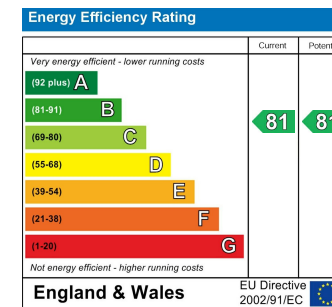 Energy Efficiency Rating
Current Potent
Very energy efficient - lower running costs
(92 plus) A
(81-91) B
81 81
(69-80) C
(55-68) D
(39-54) E
(21-38) F
(1-20) G
Not energy efficient - higher running costs
England & Wales
EU Directive
2002/91/EC